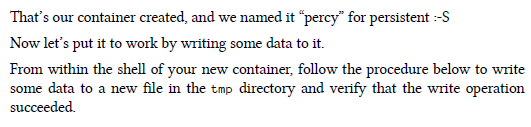 That’s our container created, and we named it “percy” for persistent :-S
Now let’s put it to work by writing some data to it.
From within the shell of your new container, follow the procedure below to write
some data to a new file in the tmp directory and verify that the write operation
succeeded.